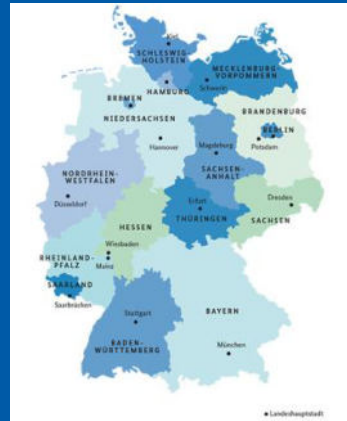 Kiel
SCHLESWIG-
HOLSTEIN
MECKLENBURG-
VORPOMMERN
Schwerin
HAMBURG
BREMEN
NIEDERSACHSEN
BRANDENBURG
BERLIN
Potsdam
Hannover
Magdeburg
SACHSEN-
ANHALT
NORDRHEIN-
WESTFALEN
Düsseldorf
Dresden
SACHSEN
Erfurt
THÜRINGEN
HESSEN
Wiesbaden
Mainz
RHEINLAND-
PFALZ
SAARLAND
Saarbrücken
Stuttgart
BADEN-
WÜRTTEMBERG
BAYERN
München
Landeshauptstadt